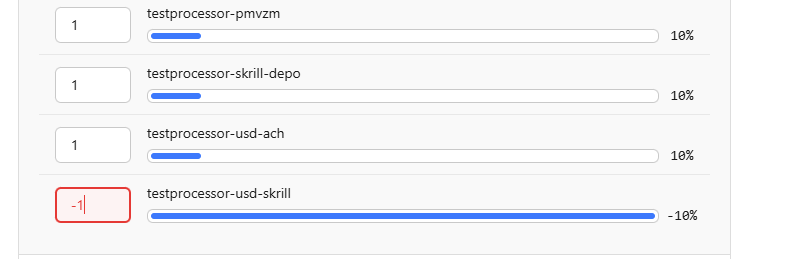 testprocessor-pmvzm
1
10%
testprocessor-skrill-depo
1
10%
testprocessor-usd-ach
1
10%
testprocessor-usd-skrill
-1
-10%